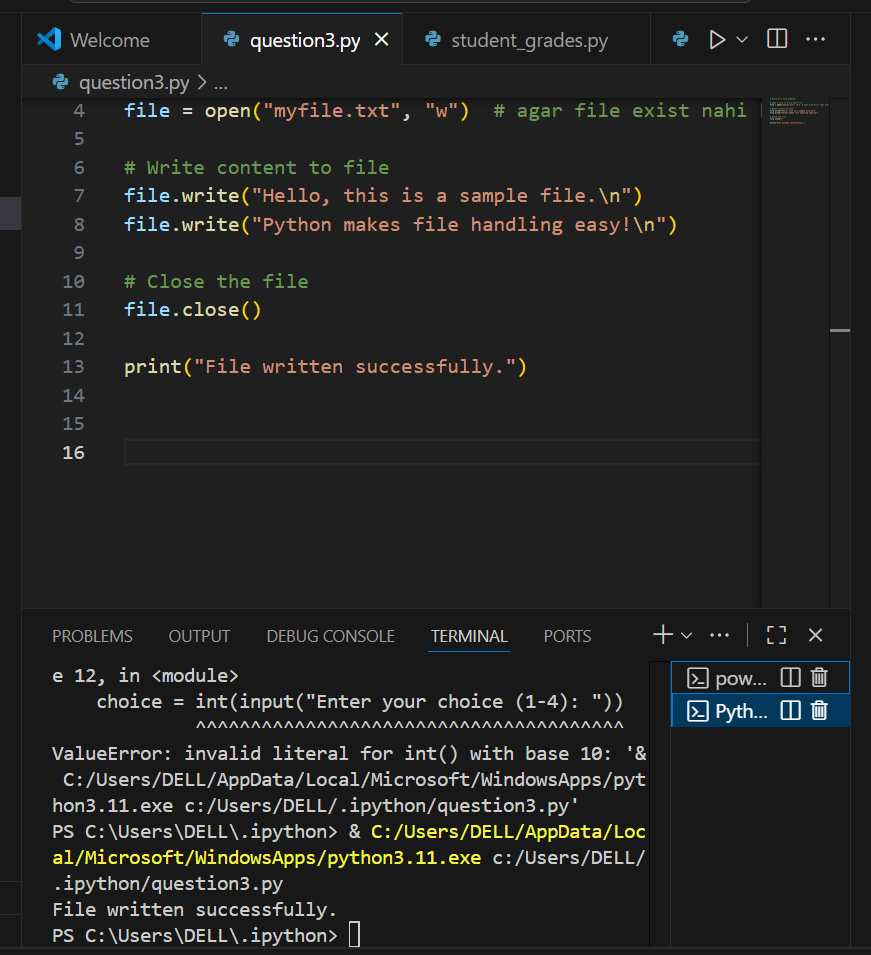 Welcome question3.py student_grades.py
question3.py > ...
4 file = open("myfile.txt", "w")  # agar file exist nahi
5
6 # Write content to file
7 file.write("Hello, this is a sample file.\n")
8 file.write("Python makes file handling easy!\n")
9
10 # Close the file
11 file.close()
12
13 print("File written successfully.")
14
15
16
PROBLEMS OUTPUT DEBUG CONSOLE TERMINAL PORTS
pow...
Pyth...
e 12, in <module>
    choice = int(input("Enter your choice (1-4): "))
             ^^^^^^^^^^^^^^^^^^^^^^^^^^^^^^^^^^^^^
ValueError: invalid literal for int() with base 10: '&
 C:/Users/DELL/AppData/Local/Microsoft/WindowsApps/pyt
hon3.11.exe c:/Users/DELL/.ipython/question3.py'
PS C:\Users\DELL\.ipython> & C:/Users/DELL/AppData/Loc
al/Microsoft/WindowsApps/python3.11.exe c:/Users/DELL/
.ipython/question3.py
File written successfully.
PS C:\Users\DELL\.ipython>